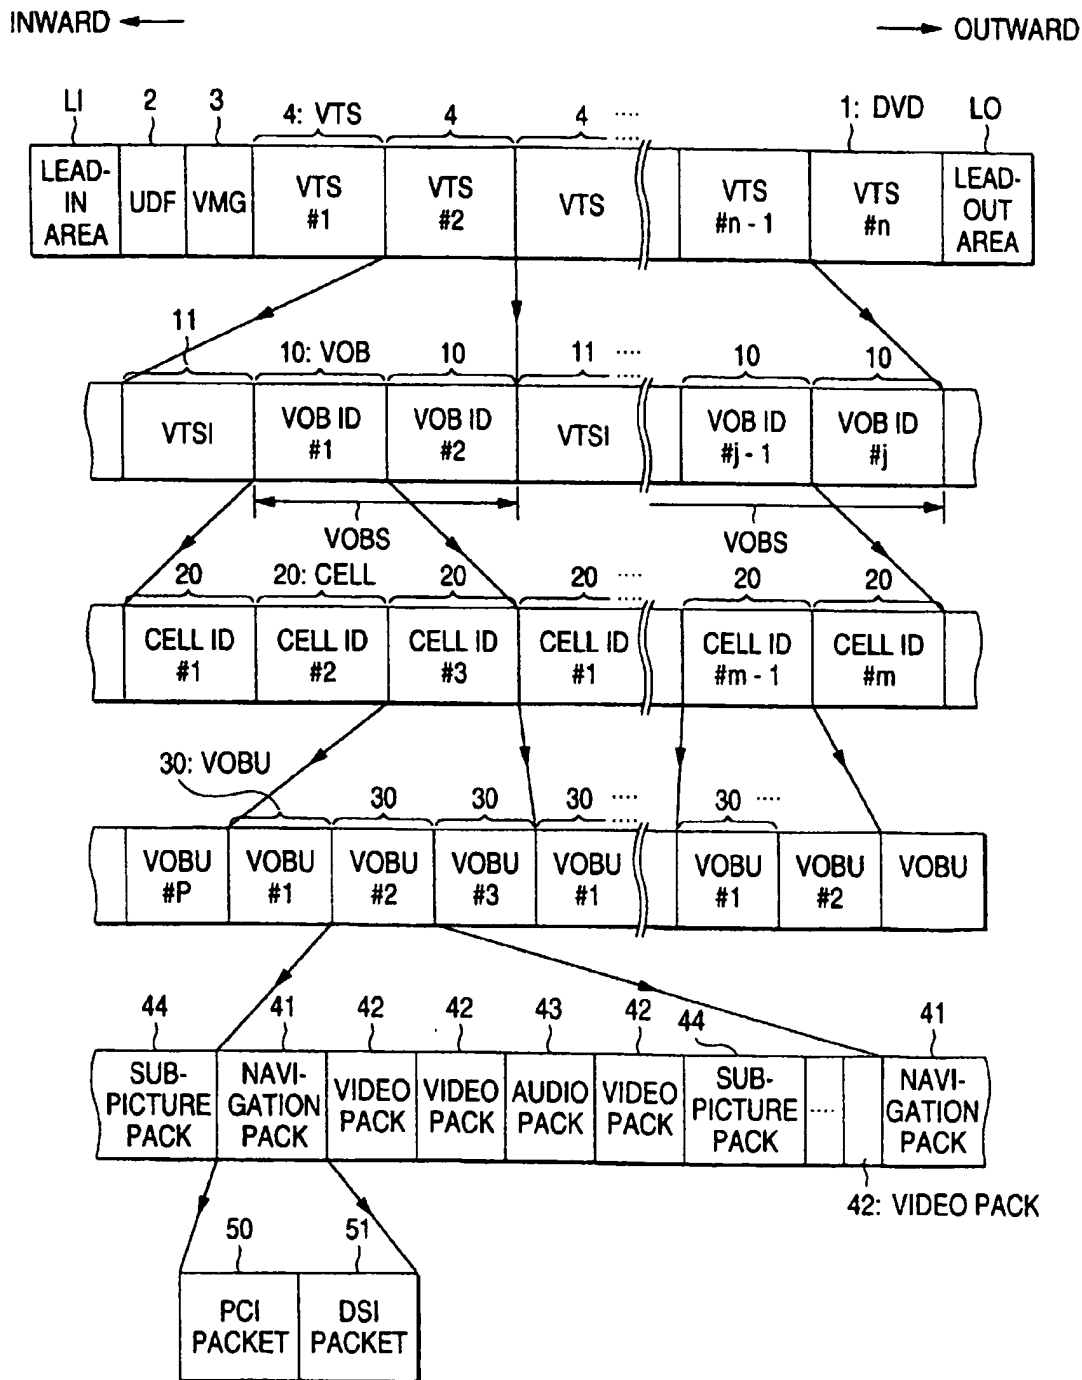 INWARD
OUTWARD
LI 2 3 4: VTS 4 4 ···· 1: DVD LO
LEAD-IN AREA
UDF
VMG
VTS #1
VTS #2
VTS
VTS #n - 1
VTS #n
LEAD-OUT AREA
11 10: VOB 10 11 ···· 10 10
VTSI
VOB ID #1
VOB ID #2
VTSI
VOB ID #j - 1
VOB ID #j
VOBS
VOBS
20 20: CELL 20 20 ···· 20 20
CELL ID #1
CELL ID #2
CELL ID #3
CELL ID #1
CELL ID #m - 1
CELL ID #m
30: VOBU 30 30 30 ···· 30 ····
VOBU #P
VOBU #1
VOBU #2
VOBU #3
VOBU #1
VOBU #1
VOBU #2
VOBU
44 41 42 42 43 42 44 41
SUB-PICTURE PACK
NAVI-GATION PACK
VIDEO PACK
VIDEO PACK
AUDIO PACK
VIDEO PACK
SUB-PICTURE PACK
····
NAVI-GATION PACK
42: VIDEO PACK
50 51
PCI PACKET
DSI PACKET